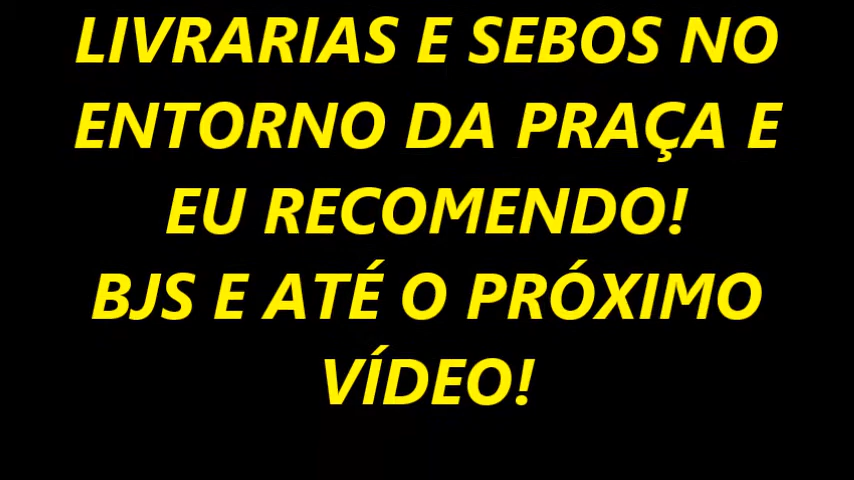 LIVRARIAS E SEBOS NO
ENTORNO DA PRAÇA E
EU RECOMENDO!
BJS E ATÉ O PRÓXIMO
VÍDEO!